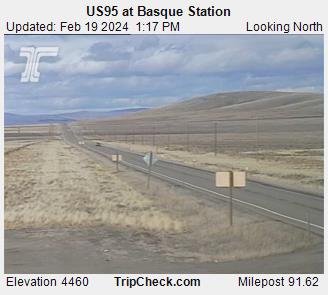 US95 at Basque Station
Updated: Feb 19 2024 1:17 PM Looking North
Elevation 4460 TripCheck.com Milepost 91.62